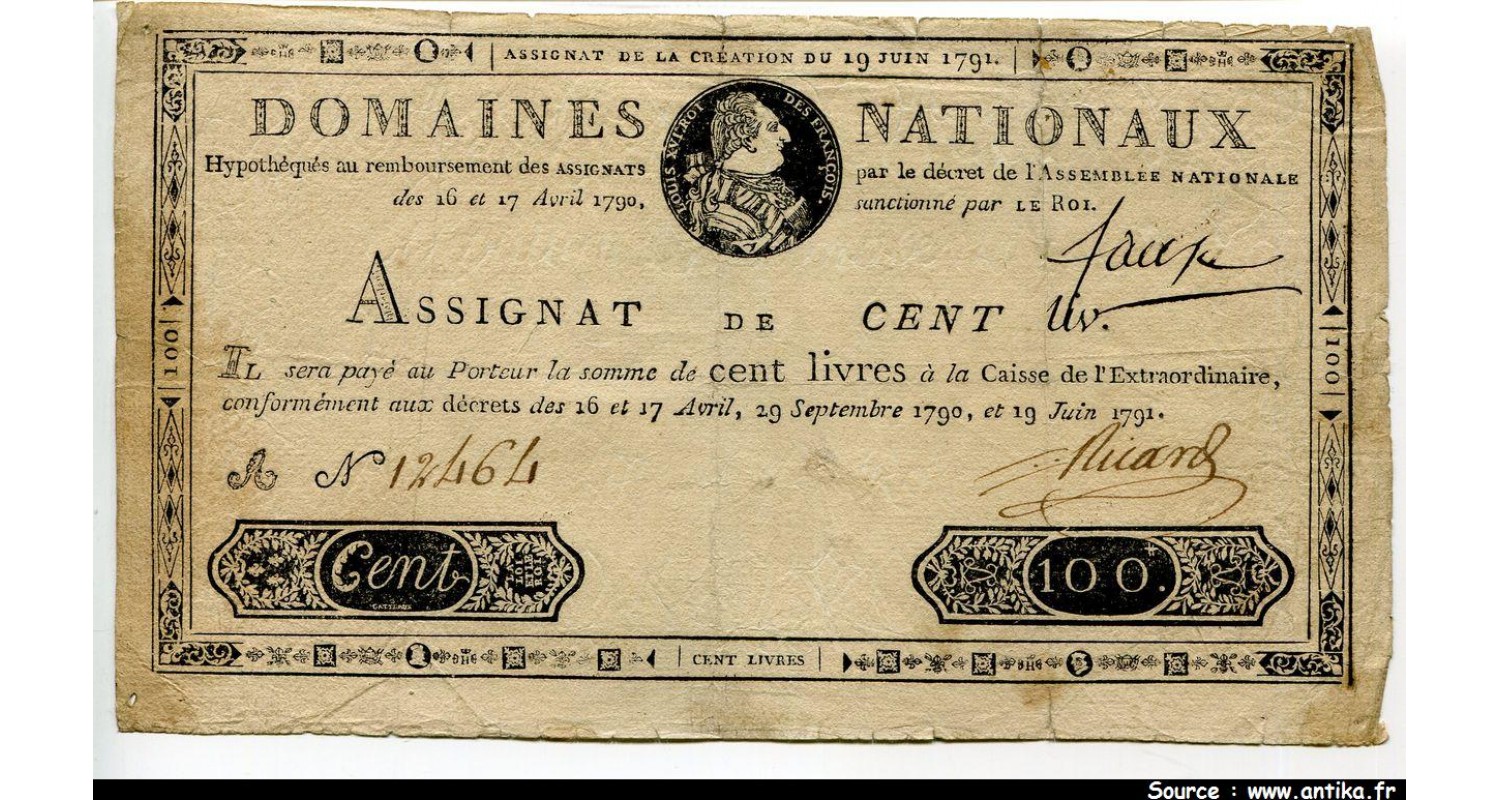 ASSIGNAT DE LA CRÉATION DU 19 JUIN 1791.
DOMAINES NATIONAUX
LOUIS XVI. ROI DES FRANÇOIS.
Hypothéqués au remboursement des ASSIGNATS par le décret de l'ASSEMBLÉE NATIONALE
des 16 et 17 Avril 1790, sanctionné par LE ROI.
faux
ASSIGNAT DE CENT liv.
IL sera payé au Porteur la somme de cent livres à la Caisse de l'Extraordinaire,
conformément aux décrets des 16 et 17 Avril, 29 Septembre 1790, et 19 Juin 1791.
A N 12464 Ricard
Cent 100.
GATTEAUX
100
100
CENT LIVRES
Source : www.antika.fr